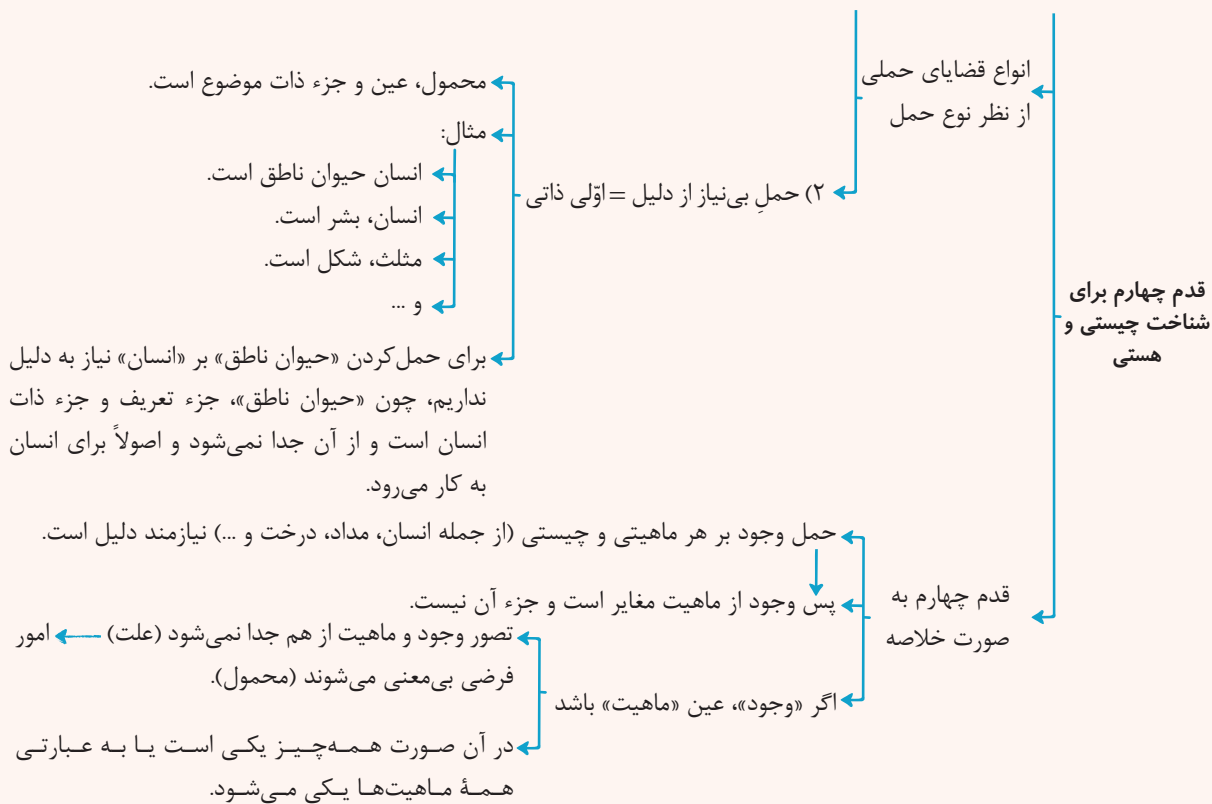 قدم چهارم برای
شناخت چیستی و
هستی
انواع قضایای حملی
از نظر نوع حمل
۲) حملِ بی‌نیاز از دلیل = اوّلی ذاتی
محمول، عین و جزء ذات موضوع است.
مثال:
انسان حیوان ناطق است.
انسان، بشر است.
مثلث، شکل است.
و ...
برای حمل‌کردن «حیوان ناطق» بر «انسان» نیاز به دلیل
نداریم، چون «حیوان ناطق»، جزء تعریف و جزء ذات
انسان است و از آن جدا نمی‌شود و اصولاً برای انسان
به کار می‌رود.
قدم چهارم به
صورت خلاصه
حمل وجود بر هر ماهیتی و چیستی (از جمله انسان، مداد، درخت و ...) نیازمند دلیل است.
پس وجود از ماهیت مغایر است و جزء آن نیست.
اگر «وجود»، عین «ماهیت» باشد
تصور وجود و ماهیت از هم جدا نمی‌شود (علت) ← امور
فرضی بی‌معنی می‌شوند (محمول).
در آن صورت همه‌چیز یکی است یا به عبارتی
همهٔ ماهیت‌ها یکی می‌شود.